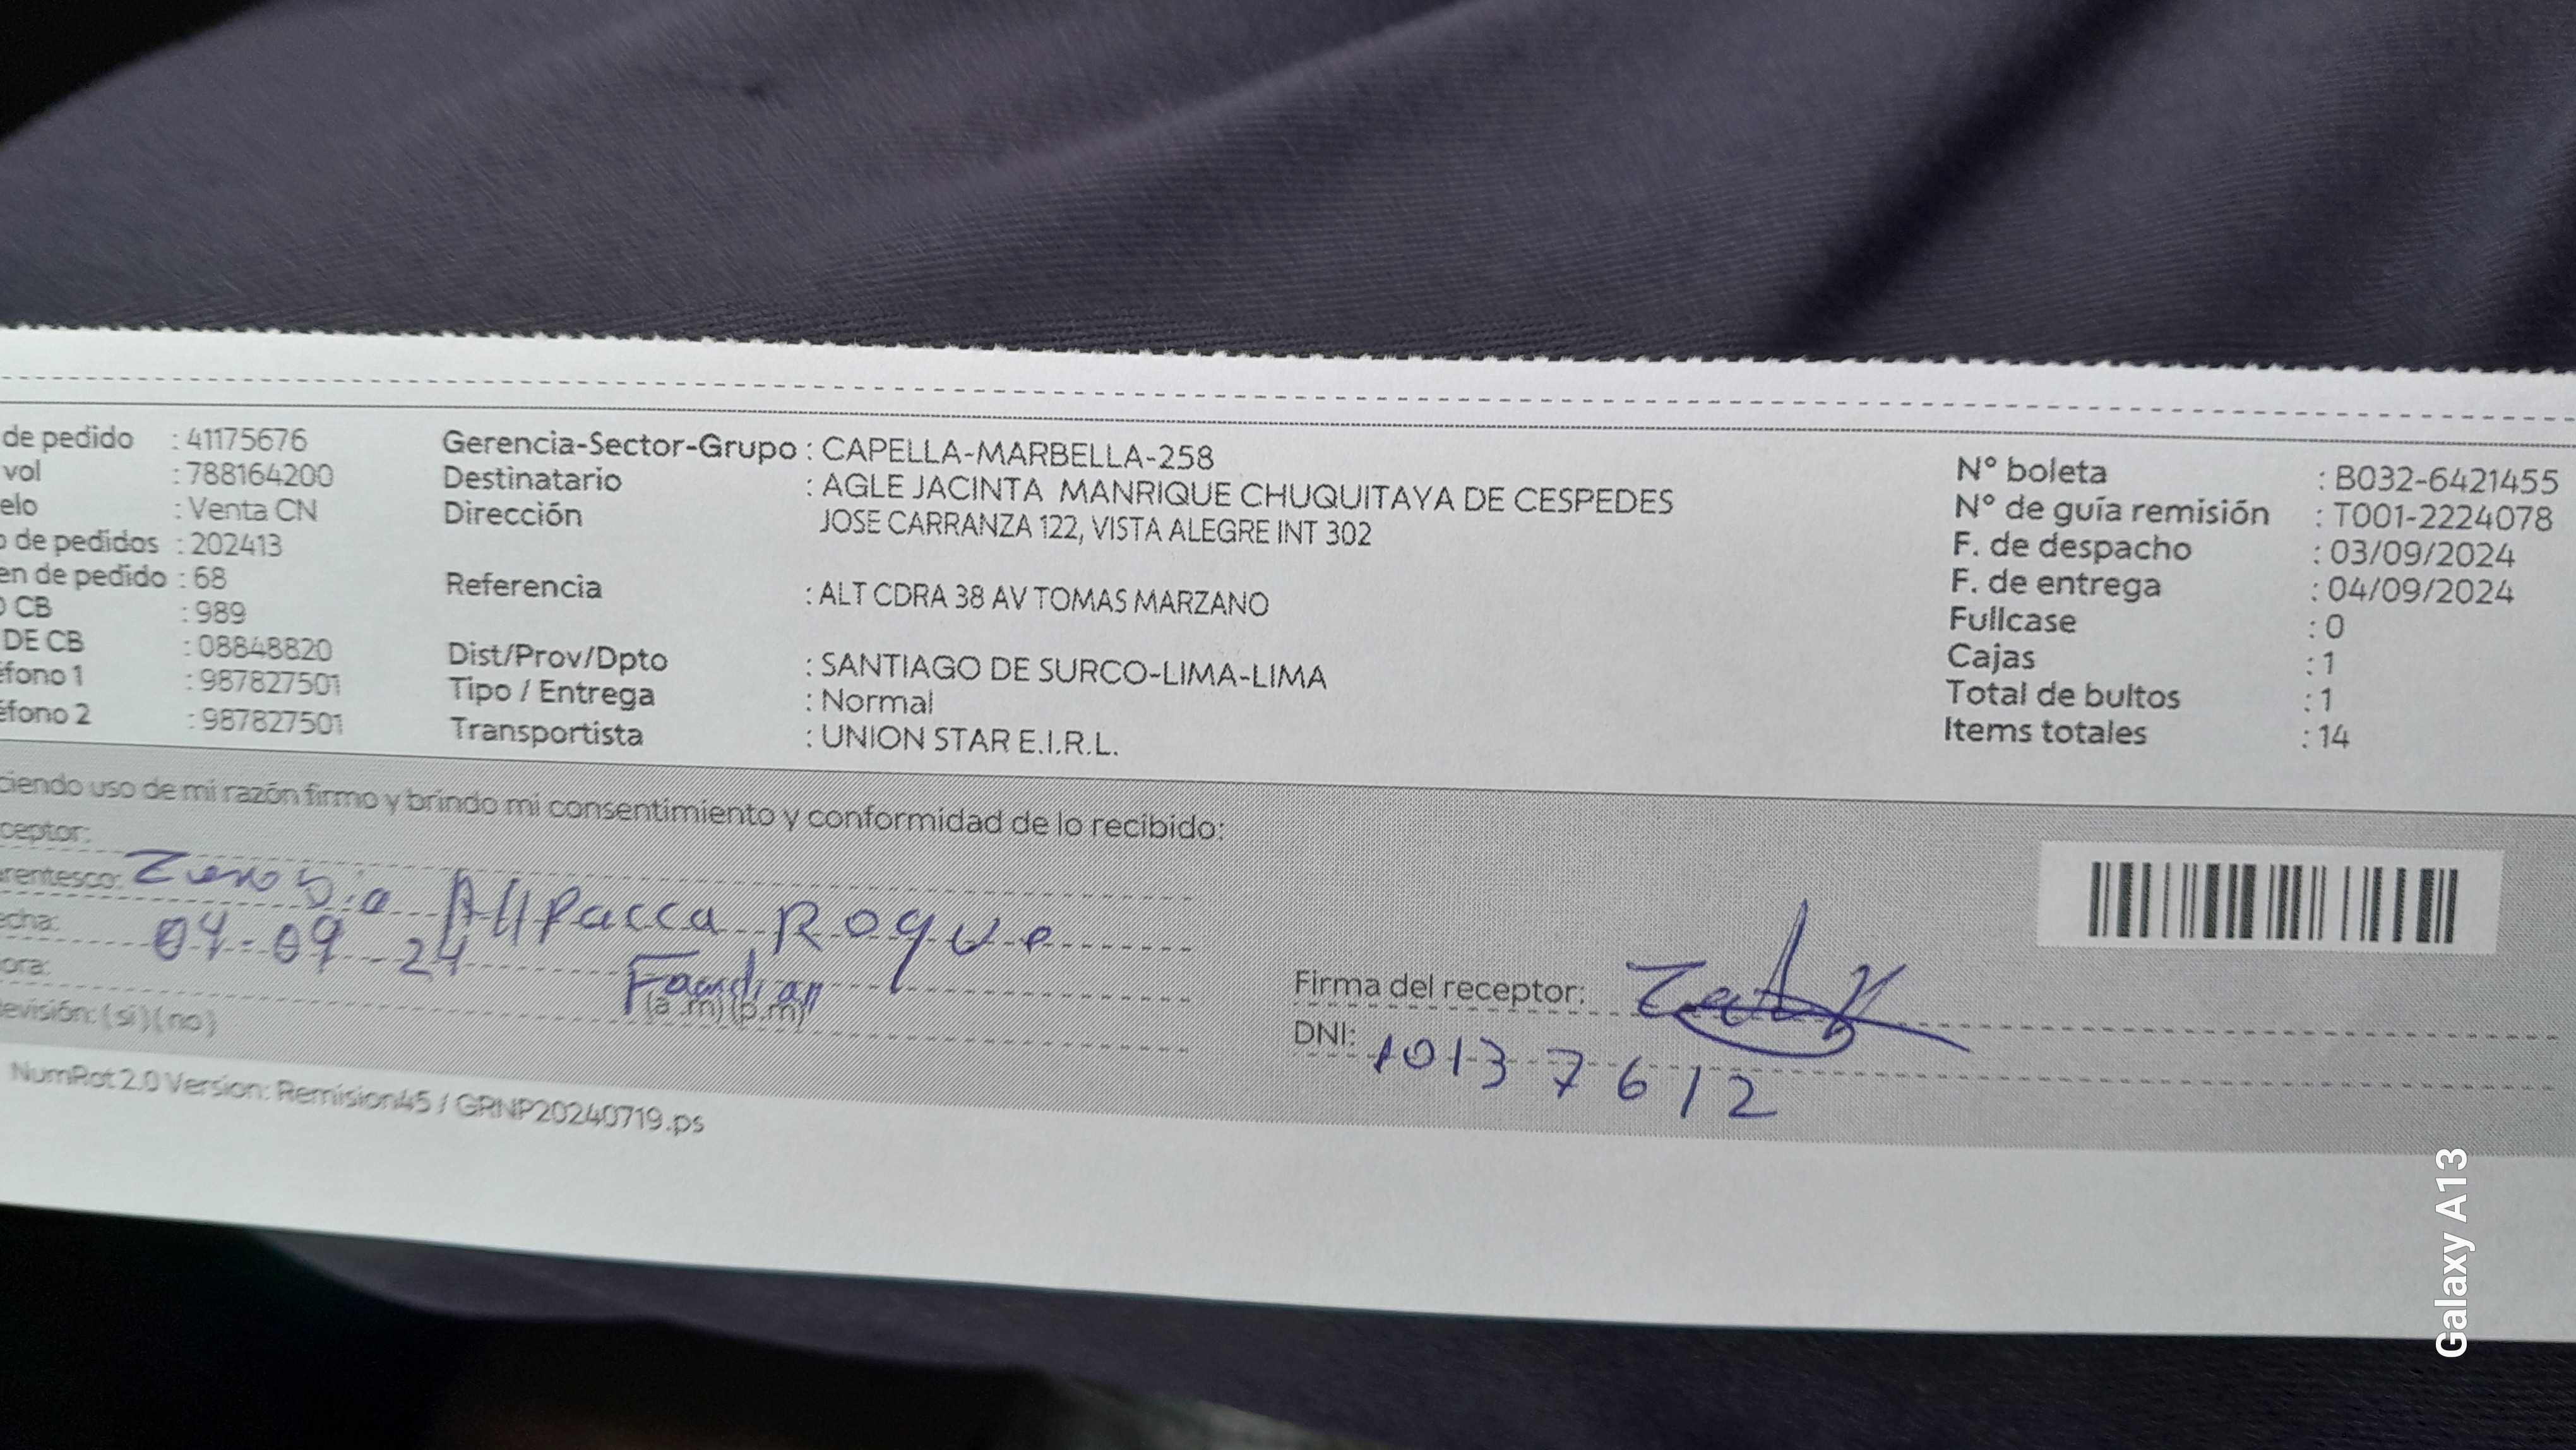 de pedido : 41175676
vol : 788164200
elo : Venta CN
o de pedidos : 202413
en de pedido : 68
O CB : 989
DE CB : 08848820
éfono 1 : 987827501
éfono 2 : 987827501
Gerencia-Sector-Grupo : CAPELLA-MARBELLA-258
Destinatario : AGLE JACINTA MANRIQUE CHUQUITAYA DE CESPEDES
Dirección JOSE CARRANZA 122, VISTA ALEGRE INT 302
Referencia : ALT CDRA 38 AV TOMAS MARZANO
Dist/Prov/Dpto : SANTIAGO DE SURCO-LIMA-LIMA
Tipo / Entrega : Normal
Transportista : UNION STAR E.I.R.L.
N° boleta : B032-6421455
N° de guía remisión : T001-2224078
F. de despacho : 03/09/2024
F. de entrega : 04/09/2024
Fullcase : 0
Cajas : 1
Total de bultos : 1
Items totales : 14
ciendo uso de mi razón firmo y brindo mi consentimiento y conformidad de lo recibido:
ceptor:
rentesco: Zenobia Allpacca Roque
echa: 04-09-24
ora: (a.m)(p.m)
evisión: (si)(no)
Firma del receptor:
DNI: 10137612
NumRot 2.0 Version: Remision45 / GRNP20240719.ps
Galaxy A13